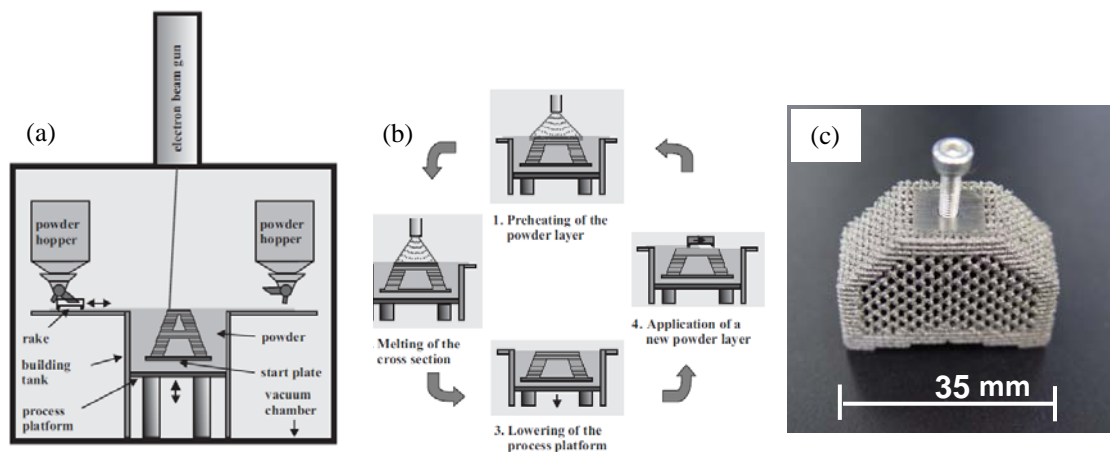 (a)
electron beam gun
powder
hopper
powder
hopper
rake
building
tank
process
platform
powder
start plate
vacuum
chamber
(b)
1. Preheating of the
powder layer
Melting of the
cross section
3. Lowering of the
process platform
4. Application of a
new powder layer
(c)
35 mm